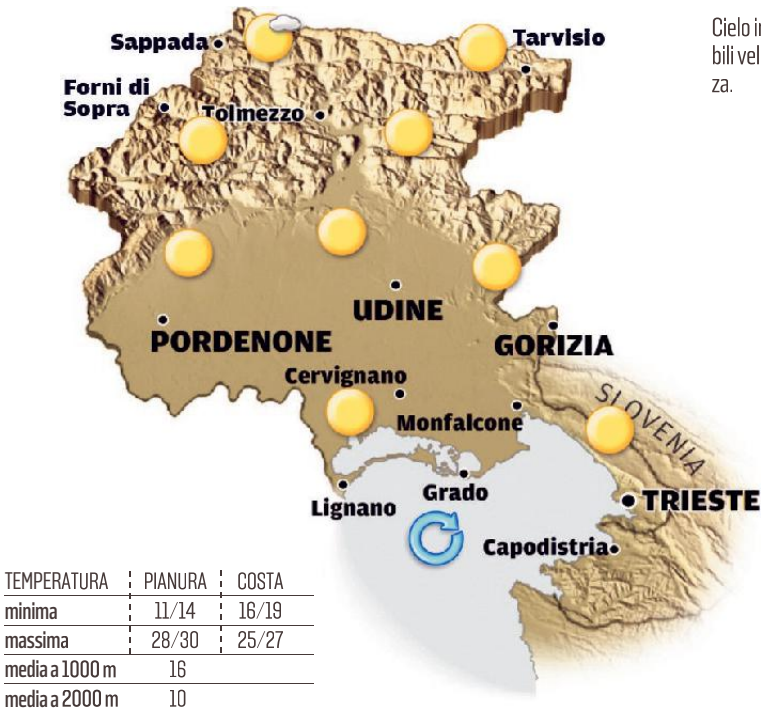 Cielo i
bili vel
za.
Sappada
Tarvisio
Forni di
Sopra
Tolmezzo
UDINE
PORDENONE
GORIZIA
Cervignano
Monfalcone
SLOVENIA
Lignano
Grado
TRIESTE
Capodistria
TEMPERATURA PIANURA COSTA
minima 11/14 16/19
massima 28/30 25/27
media a 1000 m 16
media a 2000 m 10